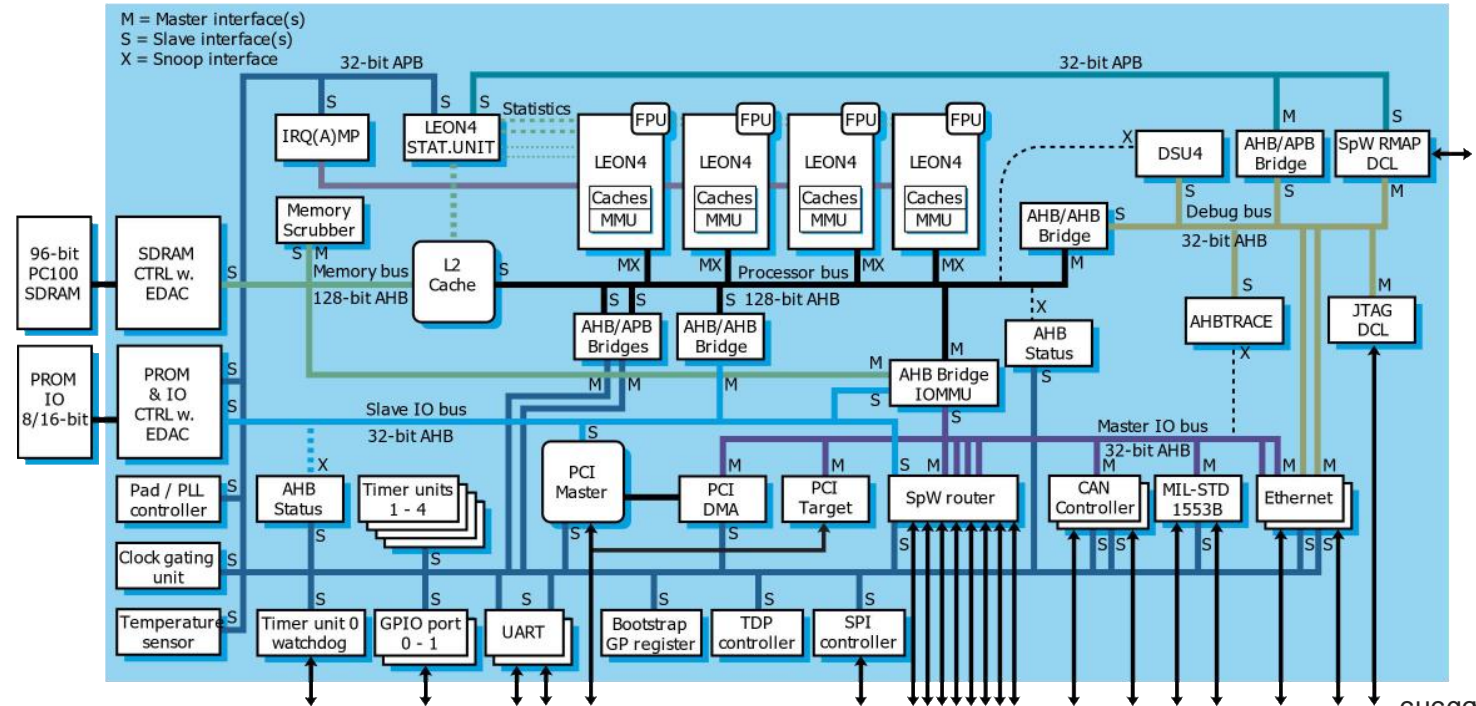 M = Master interface(s)
S = Slave interface(s)
X = Snoop interface
32-bit APB
32-bit APB
S
S
S
Statistics
M
S
IRQ(A)MP
LEON4
STAT.UNIT
FPU
LEON4
Caches
MMU
FPU
LEON4
Caches
MMU
FPU
LEON4
Caches
MMU
FPU
LEON4
Caches
MMU
X
DSU4
AHB/APB
Bridge
SpW RMAP
DCL
S
S
M
Memory
Scrubber
S
M
AHB/AHB
Bridge
S
M
Debug bus
32-bit AHB
96-bit
PC100
SDRAM
SDRAM
CTRL w.
EDAC
S
Memory bus
128-bit AHB
L2
Cache
S
MX
MX
MX
MX
Processor bus
128-bit AHB
S
S
S
X
S
M
AHB/APB
Bridges
AHB/AHB
Bridge
AHB
Status
AHBTRACE
JTAG
DCL
M
M
M
S
X
PROM
IO
8/16-bit
PROM
& IO
CTRL w.
EDAC
S
S
M
M
AHB Bridge
IOMMU
S
S
Slave IO bus
32-bit AHB
Master IO bus
32-bit AHB
S
X
PCI
Master
M
PCI
DMA
M
PCI
Target
S
M
SpW router
M
CAN
Controller
M
MIL-STD
1553B
M
M
Ethernet
Pad / PLL
controller
S
AHB
Status
Timer units
1 - 4
S
S
S
S
S
S
S
S
S
S
Clock gating
unit
S
Temperature
sensor
S
S
Timer unit 0
watchdog
S
GPIO port
0 - 1
S
UART
S
Bootstrap
GP register
S
TDP
controller
S
SPI
controller